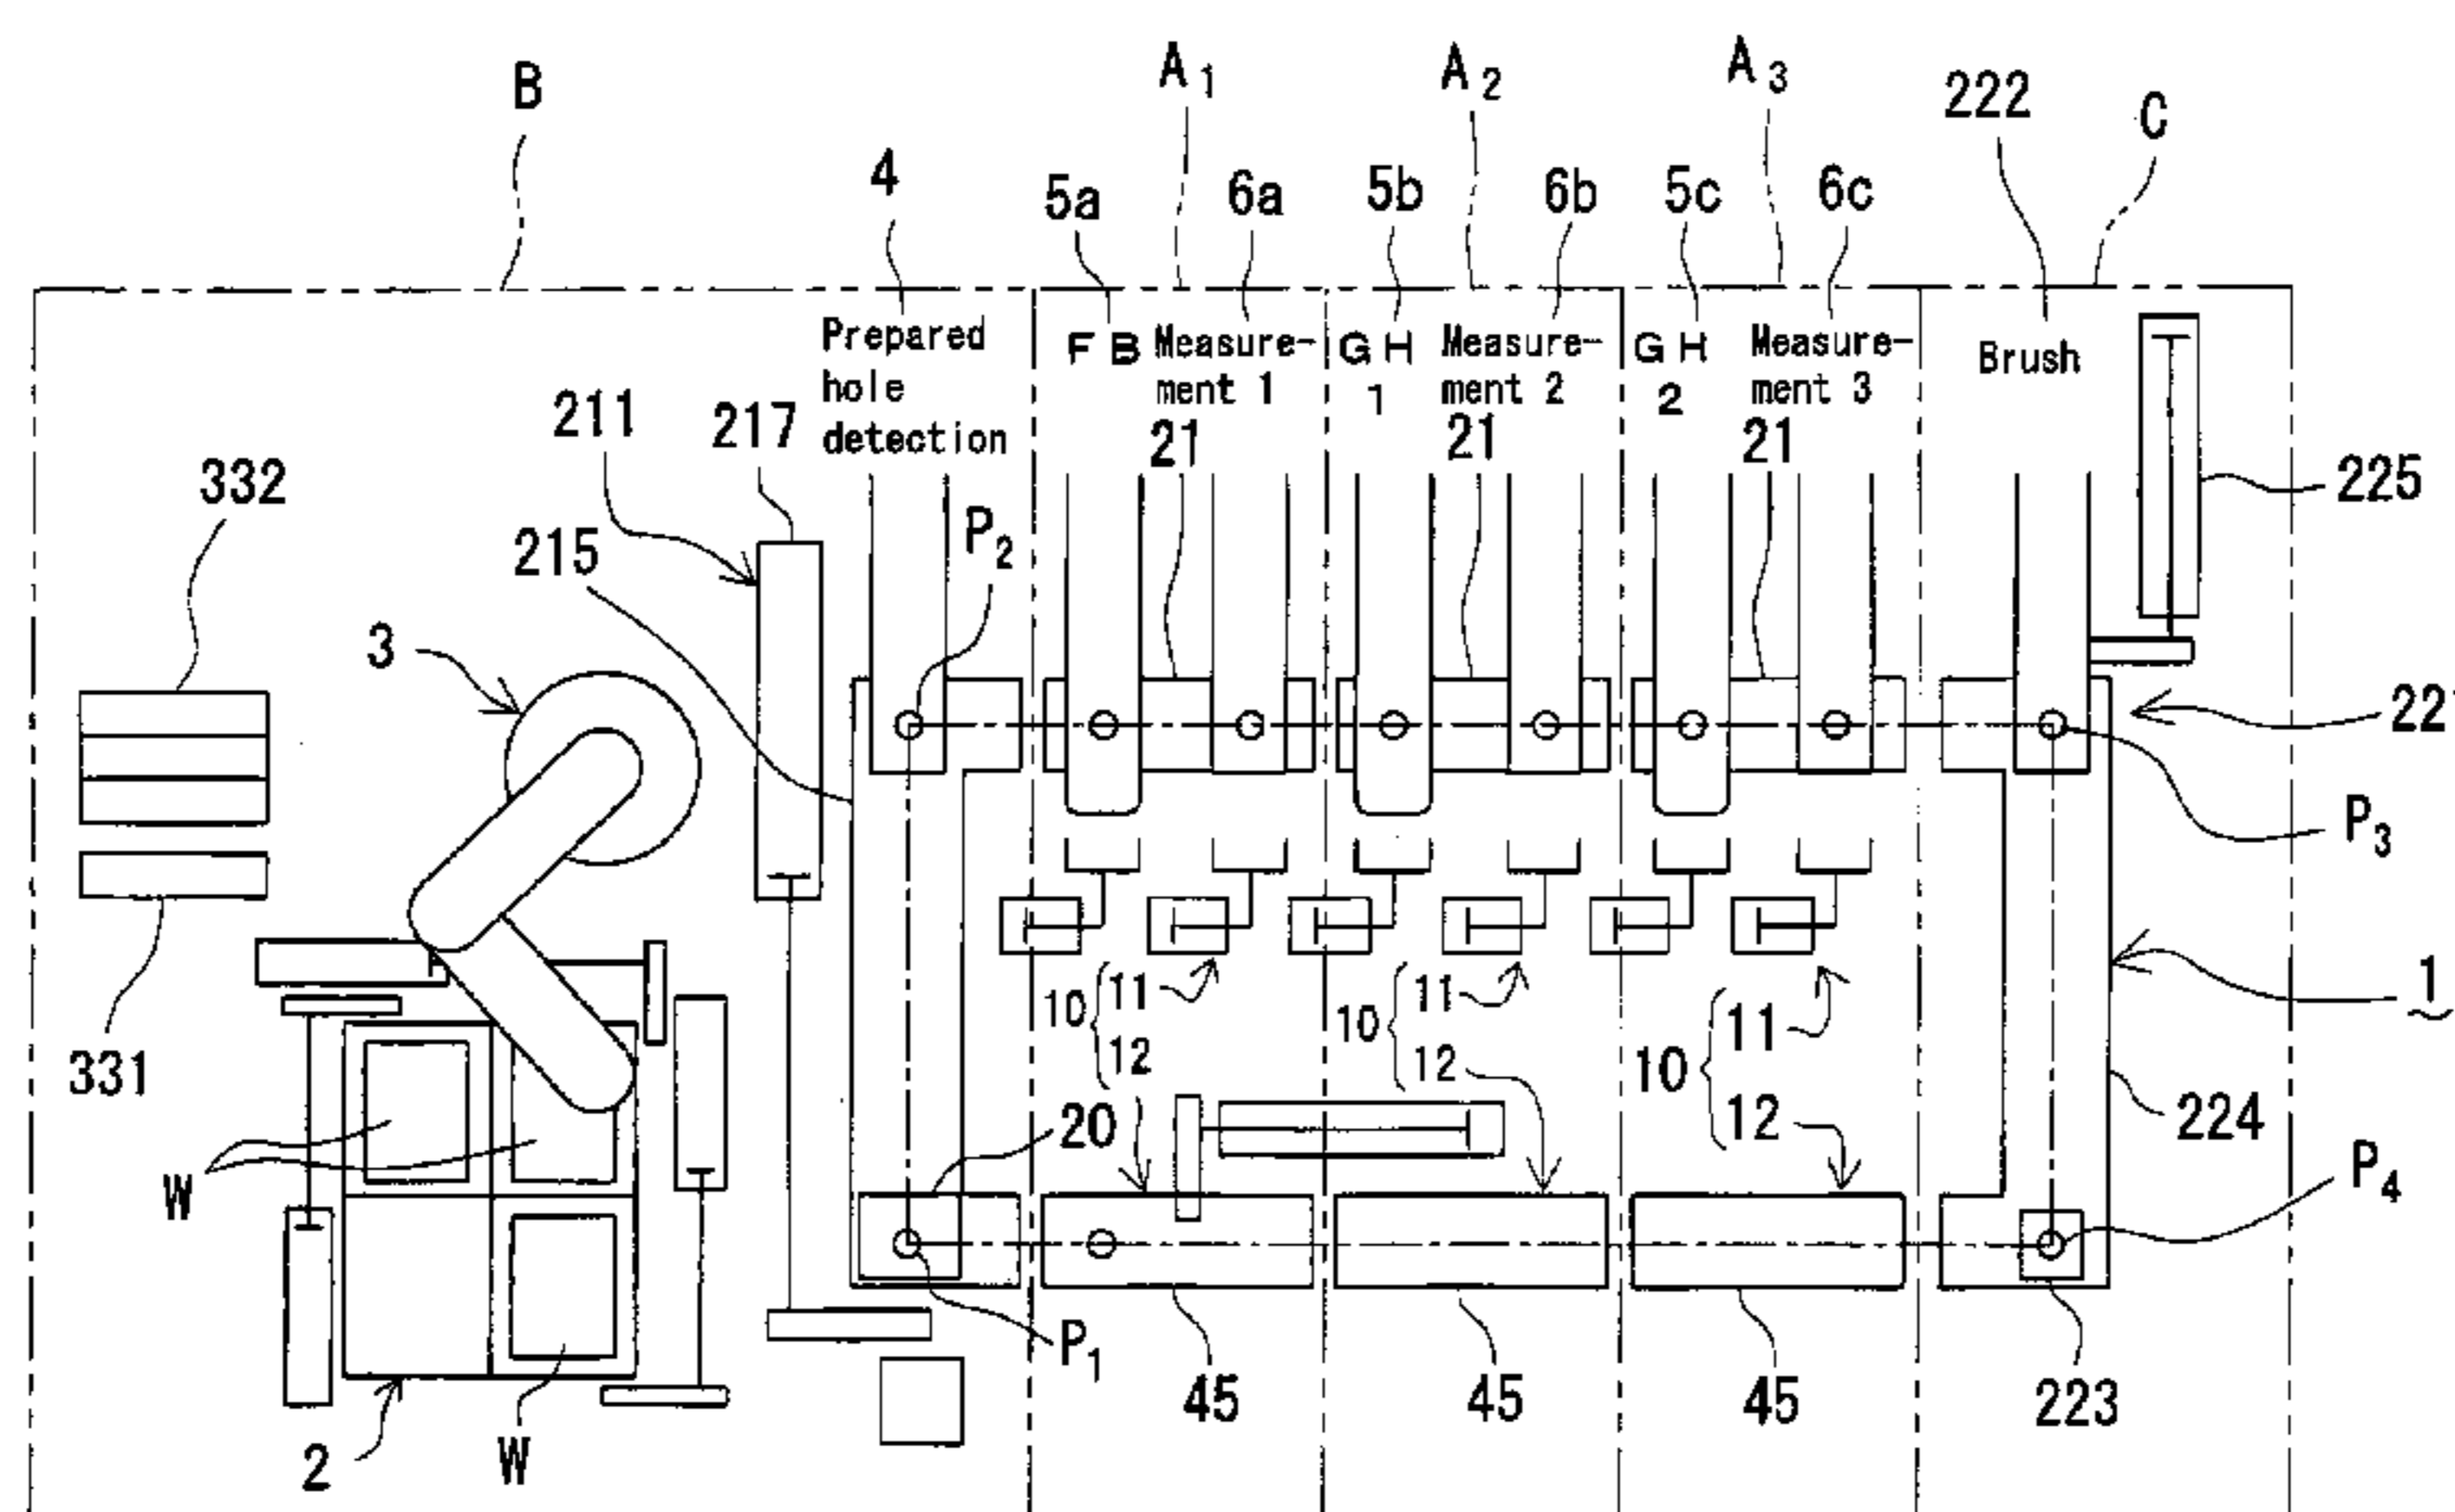 B
A1
A2
A3
222
C
4
5a
6a
5b
6b
5c
6c
Prepared
hole
detection
F B
Measure-
ment 1
G H
1
Measure-
ment 2
G H
2
Measure-
ment 3
Brush
211
217
21
21
21
332
215
P2
225
3
22
P3
331
10 { 11
12
10 { 11
12
10 { 11
12
1
20
224
W
P4
P1
45
45
45
223
2
W